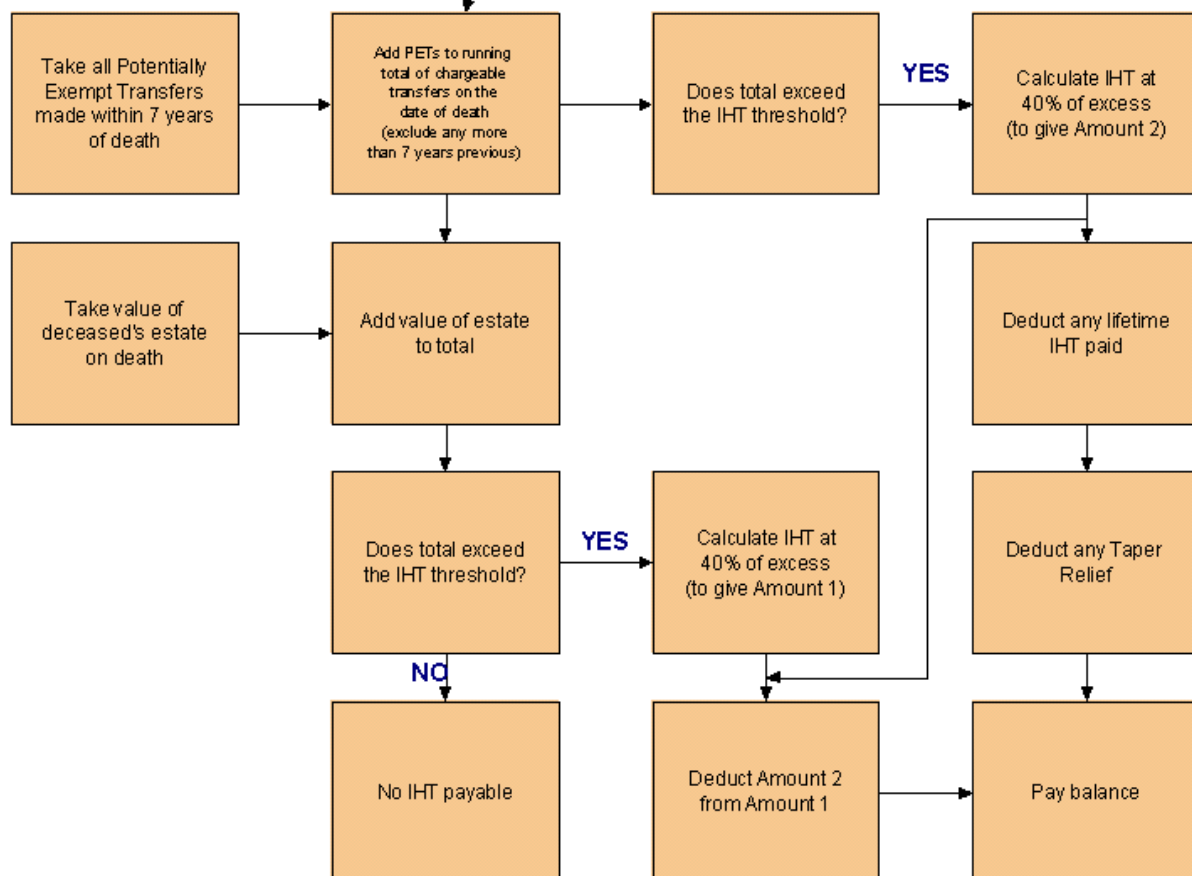 Take all Potentially
Exempt Transfers
made within 7 years
of death
Add PETs to running
total of chargeable
transfers on the
date of death
(exclude any more
than 7 years previous)
Does total exceed
the IHT threshold?
YES
Calculate IHT at
40% of excess
(to give Amount 2)
Take value of
deceased's estate
on death
Add value of estate
to total
Deduct any lifetime
IHT paid
Does total exceed
the IHT threshold?
YES
Calculate IHT at
40% of excess
(to give Amount 1)
Deduct any Taper
Relief
NO
No IHT payable
Deduct Amount 2
from Amount 1
Pay balance